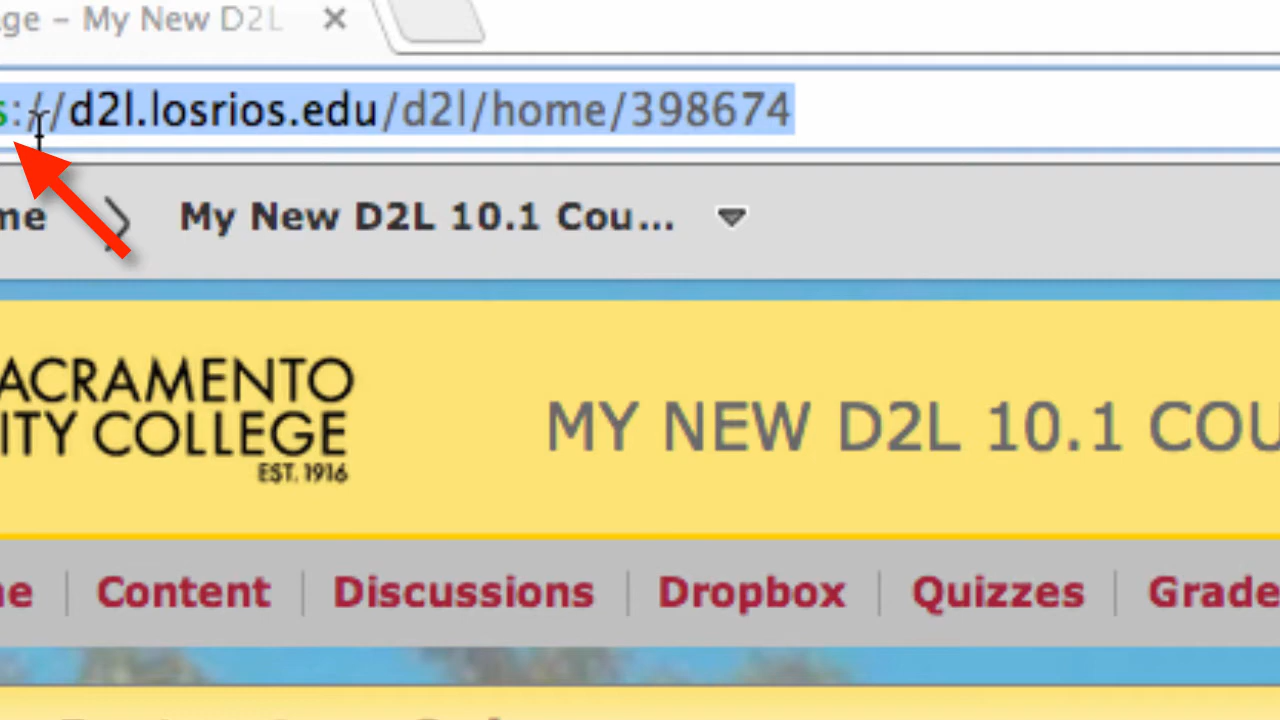 ge – My New D2L
s://d2l.losrios.edu/d2l/home/398674
me My New D2L 10.1 Cou...
ACRAMENTO
ITY COLLEGE
EST. 1916
MY NEW D2L 10.1 COU
e Content Discussions Dropbox Quizzes Grade